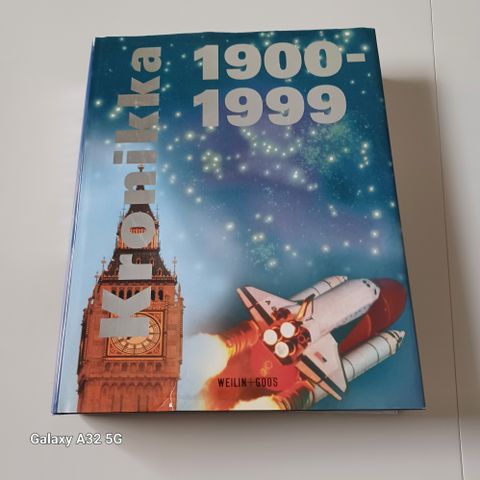 Kronikka
1900-
1999
WEILIN+GÖÖS
Galaxy A32 5G